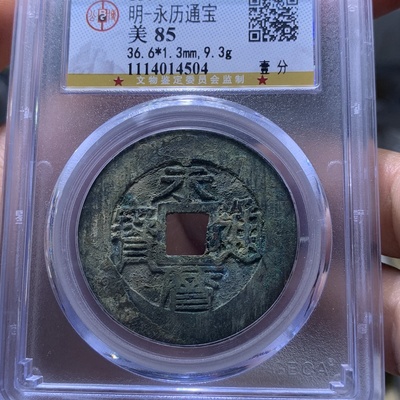 明-永历通宝
美 85
36.6*1.3mm,9.3g
1114014504 壹分
★★★★★★★★ 文物鉴定委员会监制 ★★★★★★★★
永
寶 通
曆